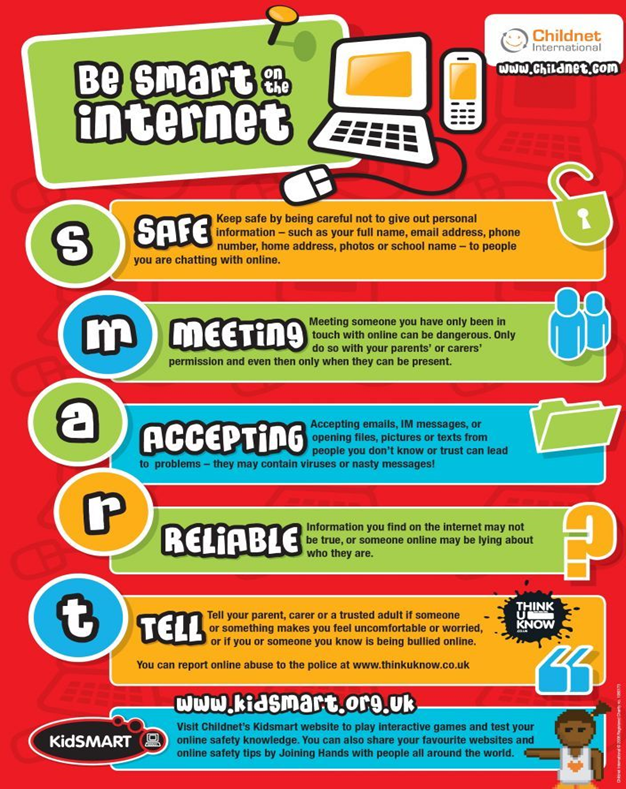 Be smart on the
internet
Childnet
International
www.childnet.com
s
SAFE
Keep safe by being careful not to give out personal
information – such as your full name, email address, phone
number, home address, photos or school name – to people
you are chatting with online.
m
MEETING
Meeting someone you have only been in
touch with online can be dangerous. Only
do so with your parents' or carers'
permission and even then only when they can be present.
a
ACCEPTING
Accepting emails, IM messages, or
opening files, pictures or texts from
people you don't know or trust can lead
to problems – they may contain viruses or nasty messages!
r
RELIABLE
Information you find on the internet may not
be true, or someone online may be lying about
who they are.
t
TELL
Tell your parent, carer or a trusted adult if someone
or something makes you feel uncomfortable or worried,
or if you or someone you know is being bullied online.
You can report online abuse to the police at www.thinkuknow.co.uk
THINK
U
KNOW
www.kidsmart.org.uk
KidSMART
Visit Childnet's Kidsmart website to play interactive games and test your
online safety knowledge. You can also share your favourite websites and
online safety tips by Joining Hands with people all around the world.